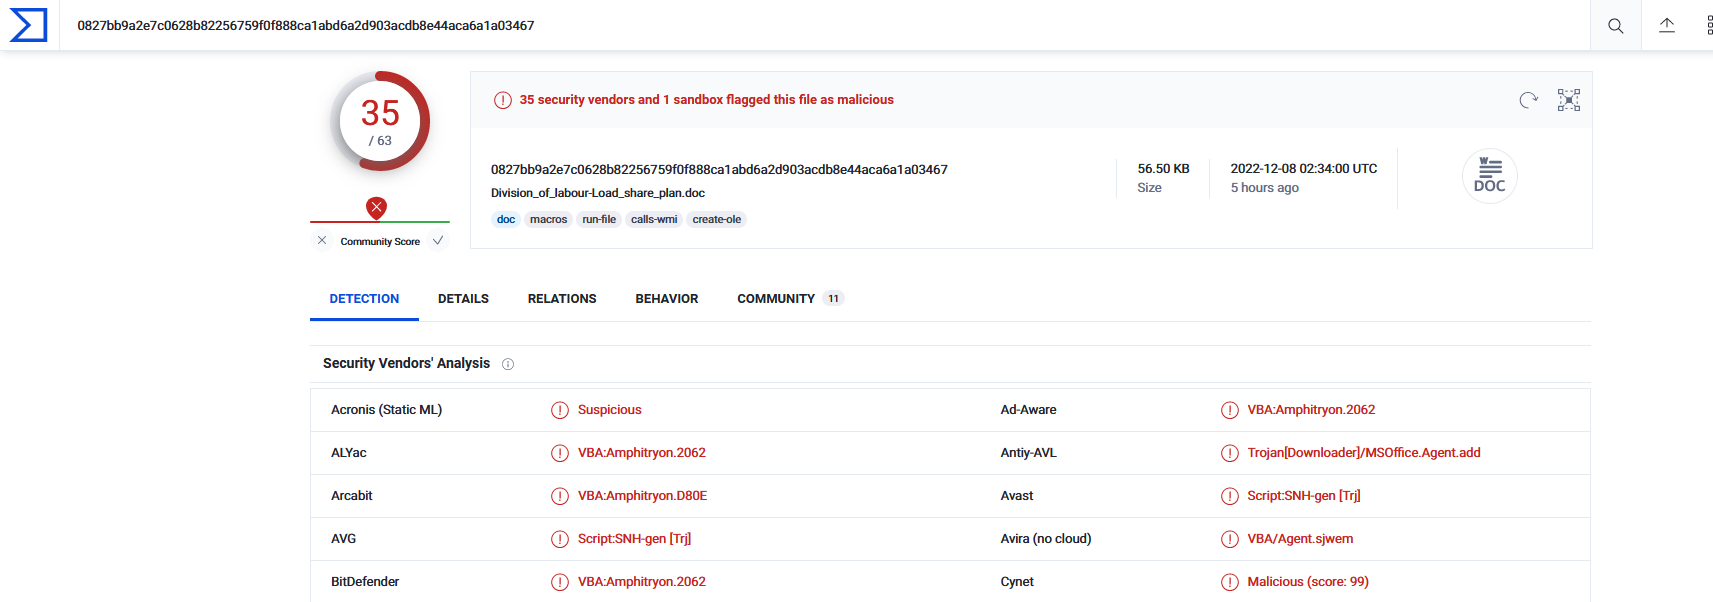 0827bb9a2e7c0628b82256759f0f888ca1abd6a2d903acdb8e44aca6a1a03467
35
/ 63
Community Score
35 security vendors and 1 sandbox flagged this file as malicious
0827bb9a2e7c0628b82256759f0f888ca1abd6a2d903acdb8e44aca6a1a03467
Division_of_labour-Load_share_plan.doc
doc macros run-file calls-wmi create-ole
56.50 KB
Size
2022-12-08 02:34:00 UTC
5 hours ago
W
DOC
DETECTION DETAILS RELATIONS BEHAVIOR COMMUNITY 11
Security Vendors' Analysis
Acronis (Static ML) Suspicious Ad-Aware VBA:Amphitryon.2062
ALYac VBA:Amphitryon.2062 Antiy-AVL Trojan[Downloader]/MSOffice.Agent.add
Arcabit VBA:Amphitryon.D80E Avast Script:SNH-gen [Trj]
AVG Script:SNH-gen [Trj] Avira (no cloud) VBA/Agent.sjwem
BitDefender VBA:Amphitryon.2062 Cynet Malicious (score: 99)